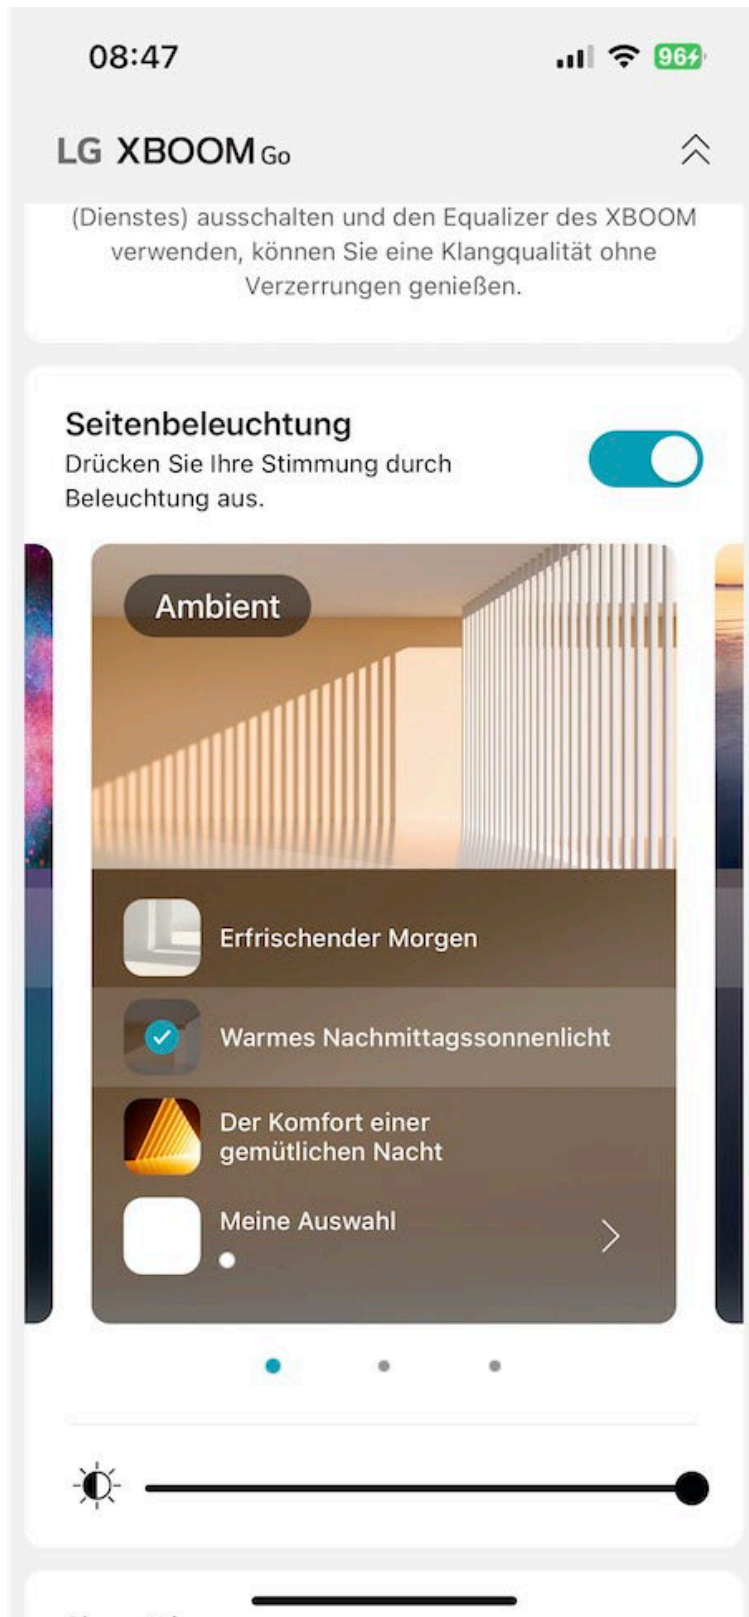 08:47
96
LG XBOOM Go
(Dienstes) ausschalten und den Equalizer des XBOOM
verwenden, können Sie eine Klangqualität ohne
Verzerrungen genießen.
Seitenbeleuchtung
Drücken Sie Ihre Stimmung durch
Beleuchtung aus.
Ambient
Erfrischender Morgen
Warmes Nachmittagssonnenlicht
Der Komfort einer
gemütlichen Nacht
Meine Auswahl